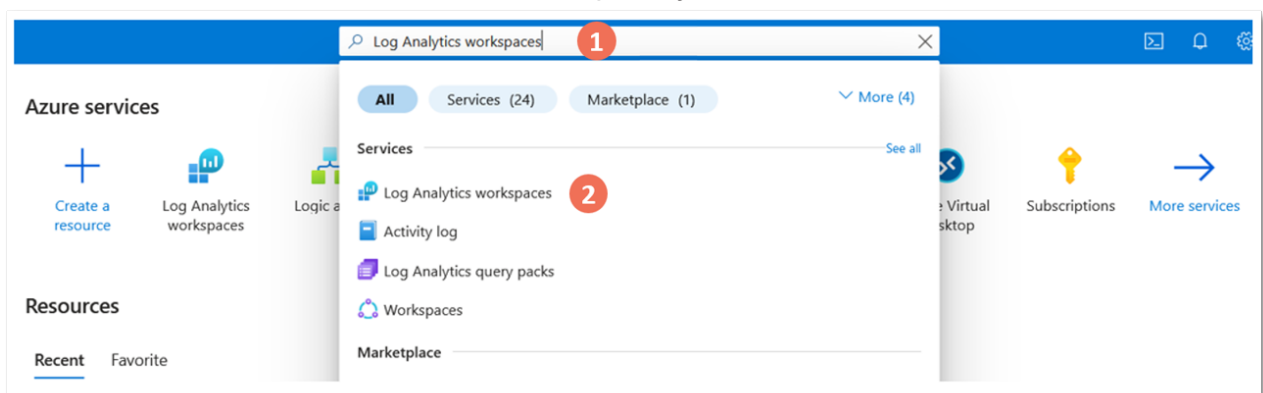 Log Analytics workspaces
1
All
Services (24)
Marketplace (1)
More (4)
Azure services
Services
See all
Create a
resource
Log Analytics
workspaces
Logic a
Log Analytics workspaces
2
Activity log
Log Analytics query packs
Workspaces
Marketplace
Virtual
sktop
Subscriptions
More services
Resources
Recent
Favorite